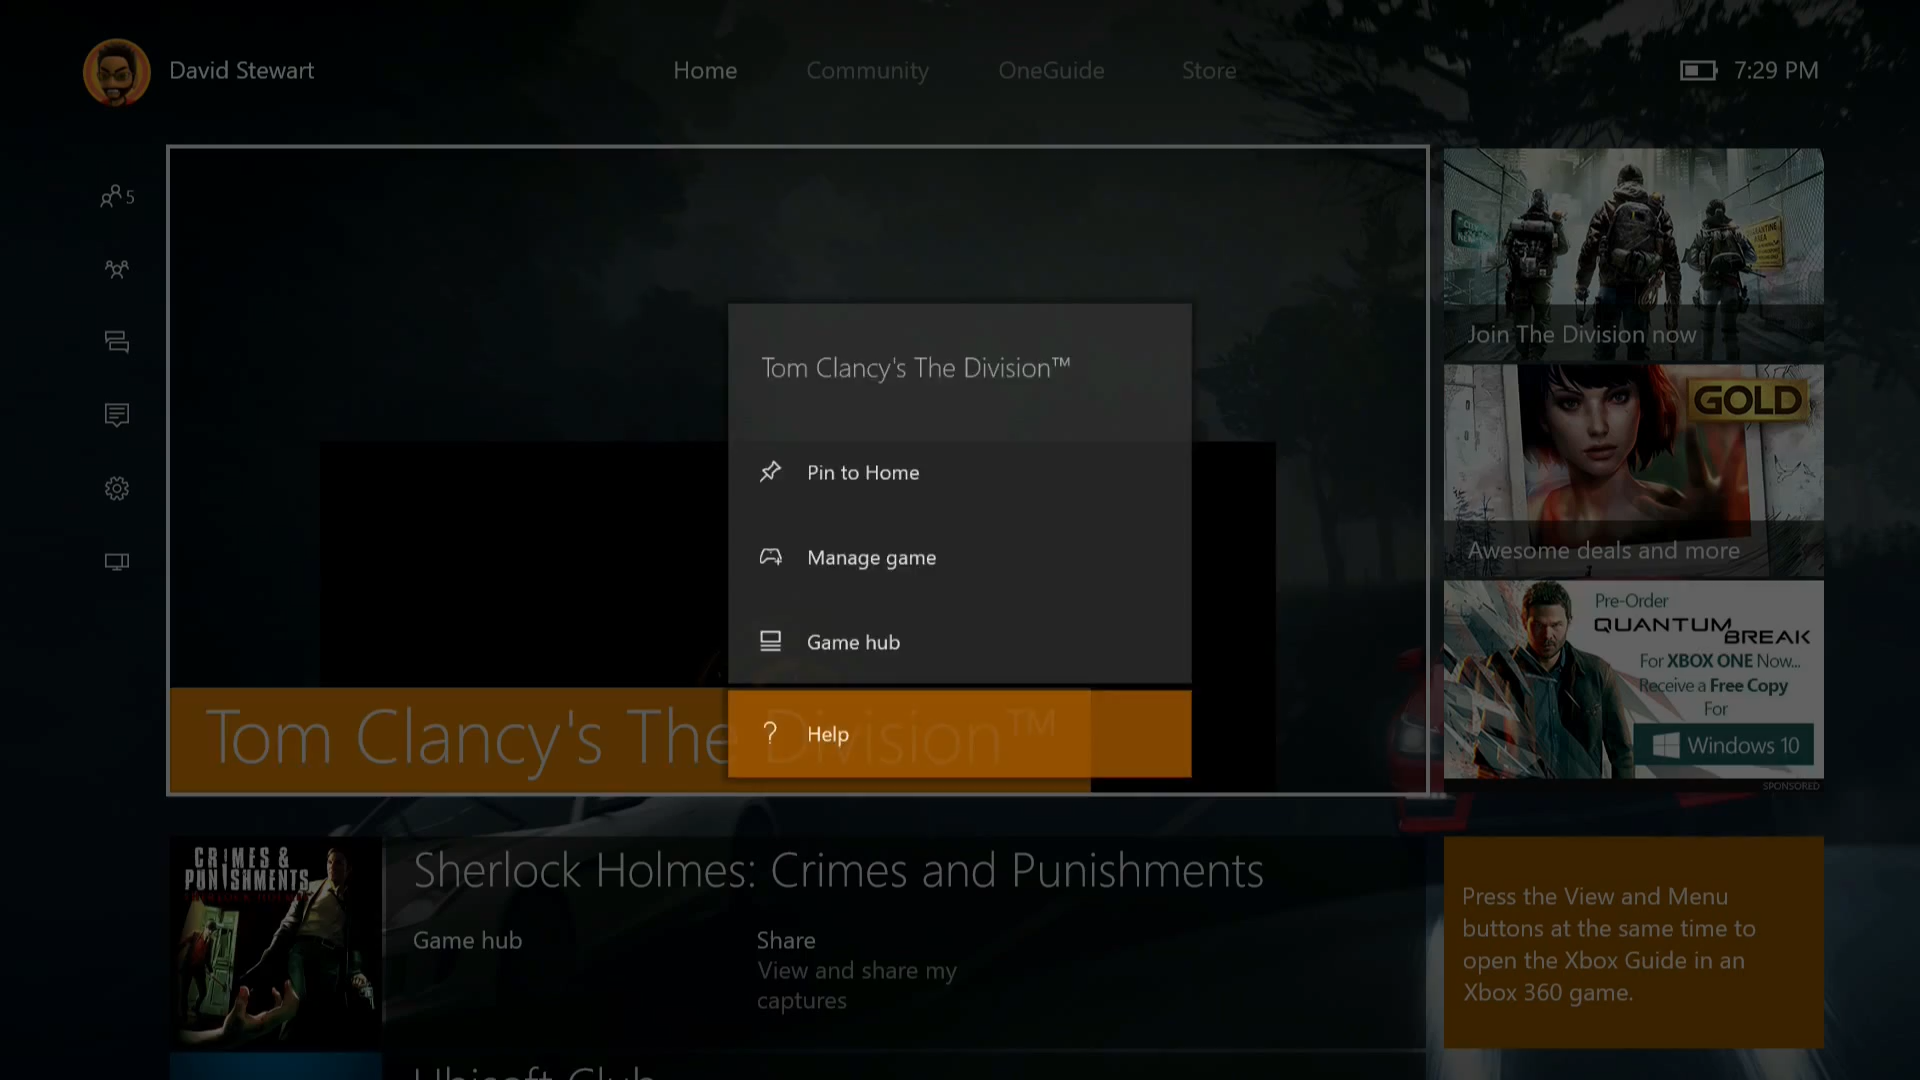 David Stewart
Home
Community
OneGuide
Store
7:29 PM
5
Tom Clancy's The Division™
Pin to Home
Manage game
Game hub
Help
Tom Clancy's The Division™
Join The Division now
GOLD
Awesome deals and more
Pre-Order
QUANTUM BREAK
For XBOX ONE Now...
Receive a Free Copy
For
Windows 10
SPONSORED
CRIMES &
PUNISHMENTS
SHERLOCK HOLMES
Sherlock Holmes: Crimes and Punishments
Game hub
Share
View and share my
captures
Press the View and Menu
buttons at the same time to
open the Xbox Guide in an
Xbox 360 game.
Ubisoft Club